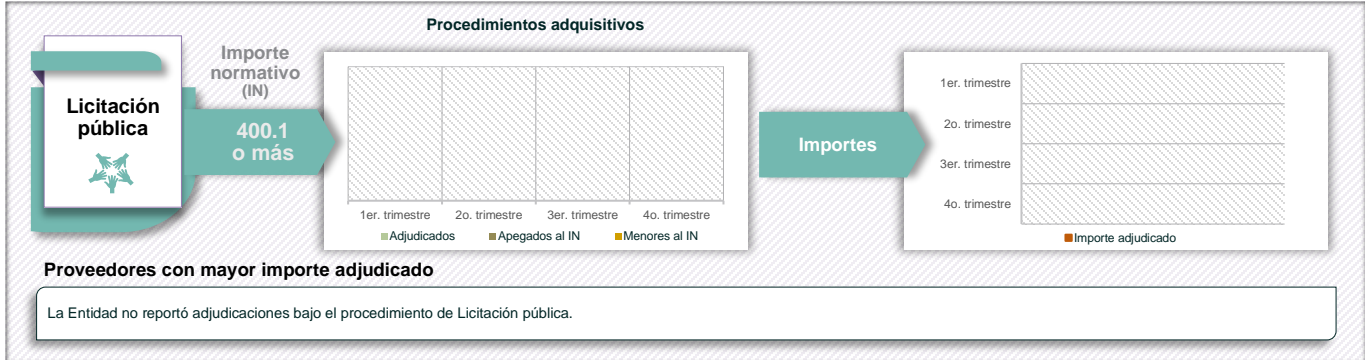 Procedimientos adquisitivos
Licitación
pública
Importe
normativo
(IN)
400.1
o más
1er. trimestre
2o. trimestre
3er. trimestre
4o. trimestre
Adjudicados
Apegados al IN
Menores al IN
Importes
1er. trimestre
2o. trimestre
3er. trimestre
4o. trimestre
Importe adjudicado
Proveedores con mayor importe adjudicado
La Entidad no reportó adjudicaciones bajo el procedimiento de Licitación pública.